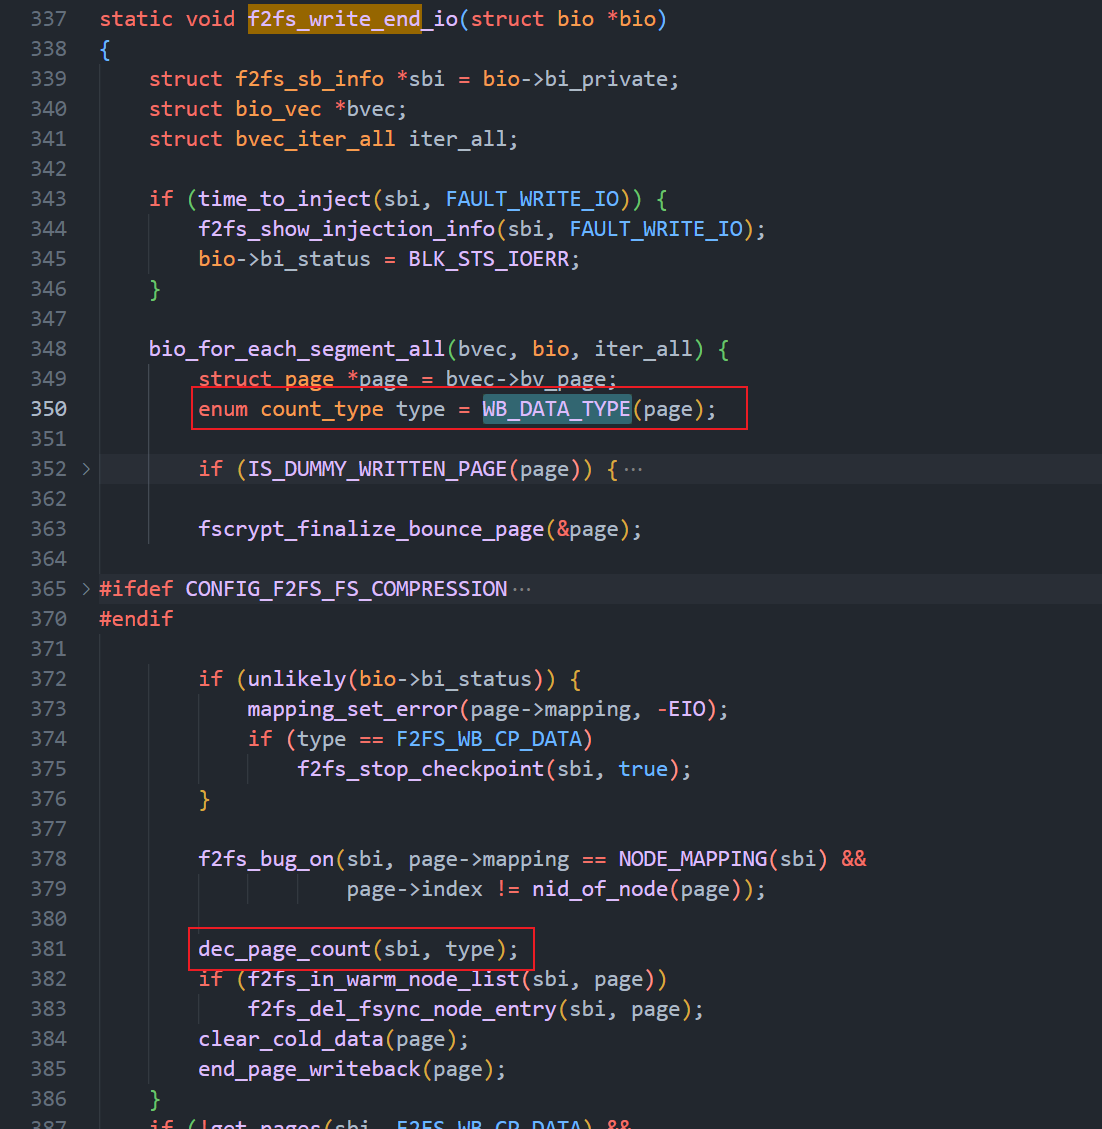 337 static void f2fs_write_end_io(struct bio *bio)
338 {
339 struct f2fs_sb_info *sbi = bio->bi_private;
340 struct bio_vec *bvec;
341 struct bvec_iter_all iter_all;
342
343 if (time_to_inject(sbi, FAULT_WRITE_IO)) {
344 f2fs_show_injection_info(sbi, FAULT_WRITE_IO);
345 bio->bi_status = BLK_STS_IOERR;
346 }
347
348 bio_for_each_segment_all(bvec, bio, iter_all) {
349 struct page *page = bvec->bv_page;
350 enum count_type type = WB_DATA_TYPE(page);
351
352 if (IS_DUMMY_WRITTEN_PAGE(page)) { ···
362
363 fscrypt_finalize_bounce_page(&page);
364
365 #ifdef CONFIG_F2FS_FS_COMPRESSION ···
370 #endif
371
372 if (unlikely(bio->bi_status)) {
373 mapping_set_error(page->mapping, -EIO);
374 if (type == F2FS_WB_CP_DATA)
375 f2fs_stop_checkpoint(sbi, true);
376 }
377
378 f2fs_bug_on(sbi, page->mapping == NODE_MAPPING(sbi) &&
379 page->index != nid_of_node(page));
380
381 dec_page_count(sbi, type);
382 if (f2fs_in_warm_node_list(sbi, page))
383 f2fs_del_fsync_node_entry(sbi, page);
384 clear_cold_data(page);
385 end_page_writeback(page);
386 }
387 if (!get_pages(sbi, F2FS_WB_CP_DATA) &&